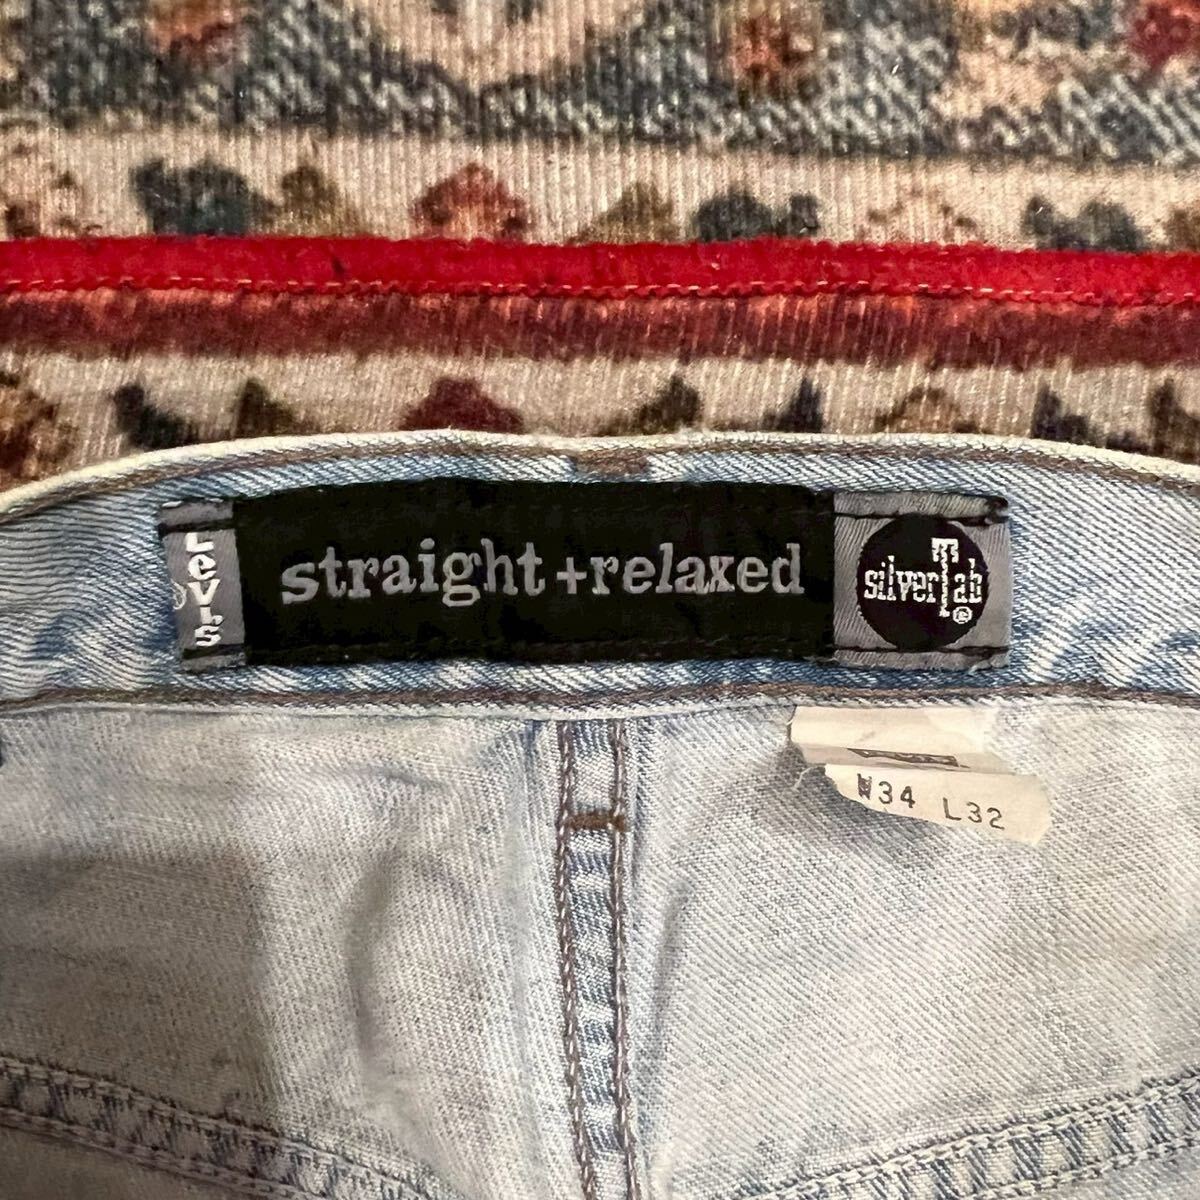 LEVI'S
®
straight + relaxed
silverTab
®
W34 L32